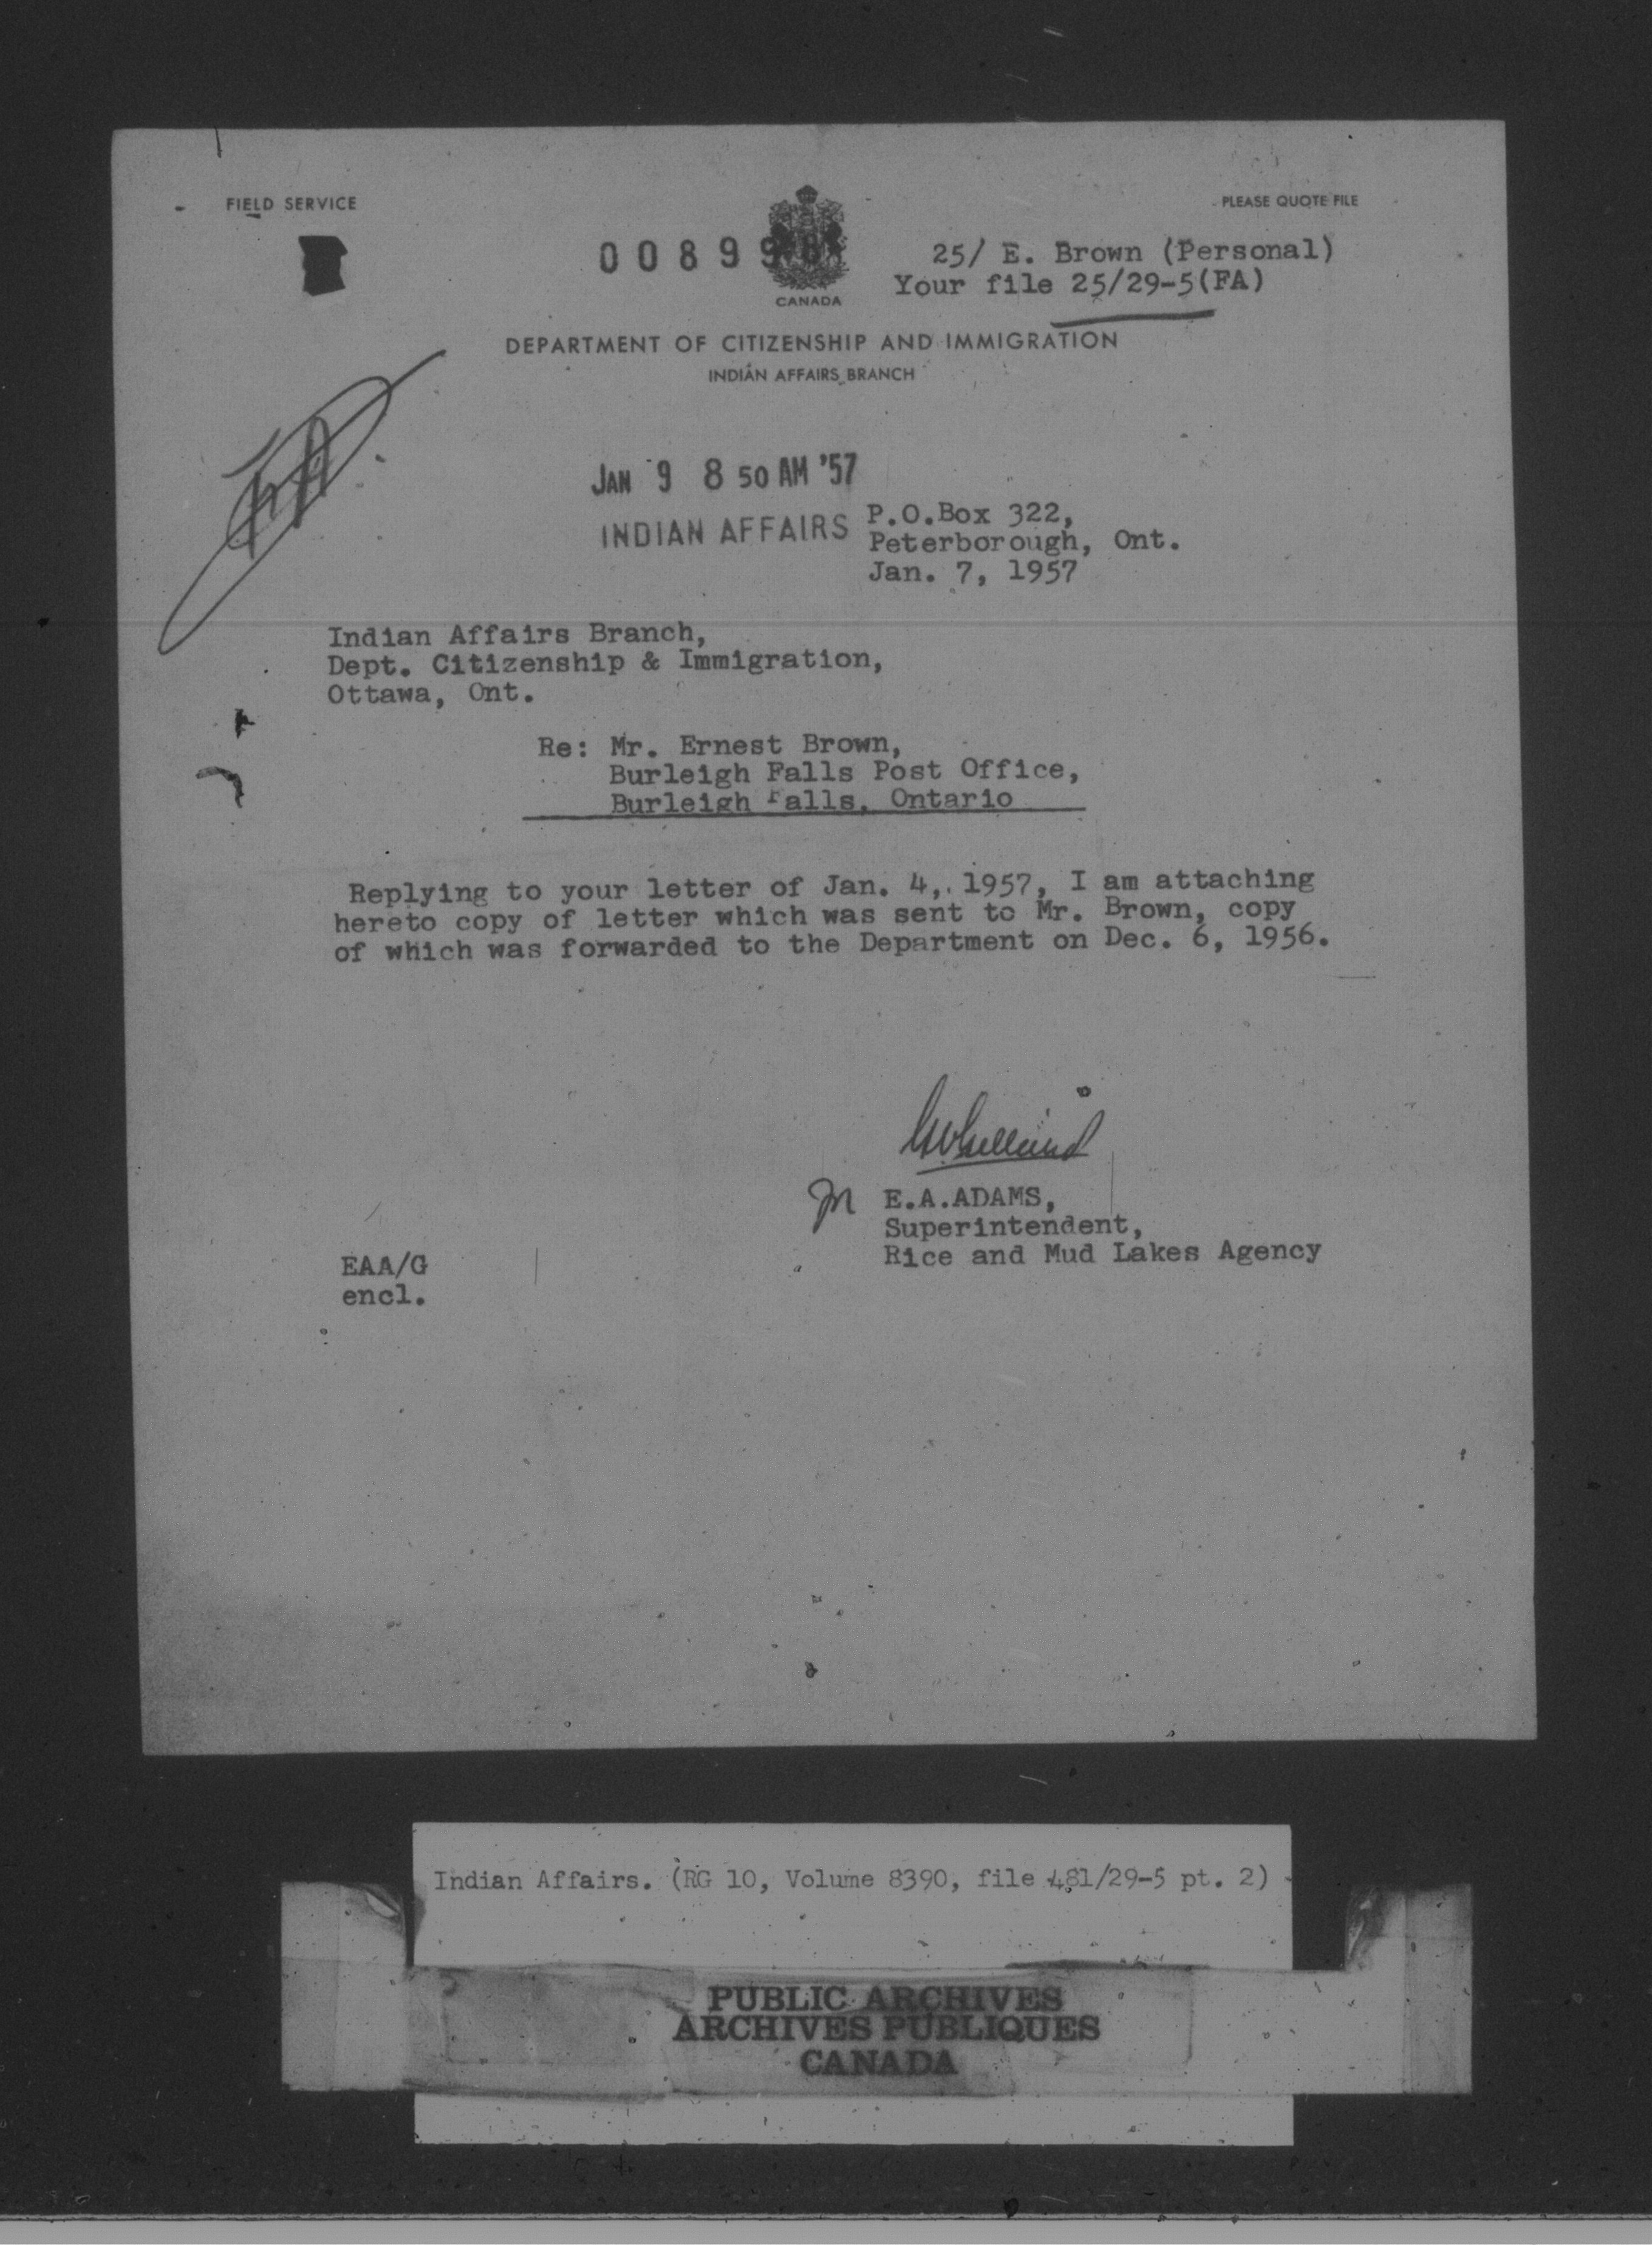 FIELD SERVICE
PLEASE QUOTE FILE
00899
25/ E. Brown (Personal)
Your file 25/29-5(FA)
CANADA
DEPARTMENT OF CITIZENSHIP AND IMMIGRATION
INDIAN AFFAIRS BRANCH
JAN 9 8 50 AM '57
INDIAN AFFAIRS
P.O.Box 322,
Peterborough, Ont.
Jan. 7, 1957
Indian Affairs Branch,
Dept. Citizenship & Immigration,
Ottawa, Ont.
Re: Mr. Ernest Brown,
Burleigh Falls Post Office,
Burleigh Falls, Ontario
Replying to your letter of Jan. 4, 1957, I am attaching
hereto copy of letter which was sent to Mr. Brown, copy
of which was forwarded to the Department on Dec. 6, 1956.
E.A.ADAMS,
Superintendent,
Rice and Mud Lakes Agency
EAA/G
encl.
Indian Affairs. (RG 10, Volume 8390, file 481/29-5 pt. 2)
PUBLIC ARCHIVES
ARCHIVES PUBLIQUES
CANADA